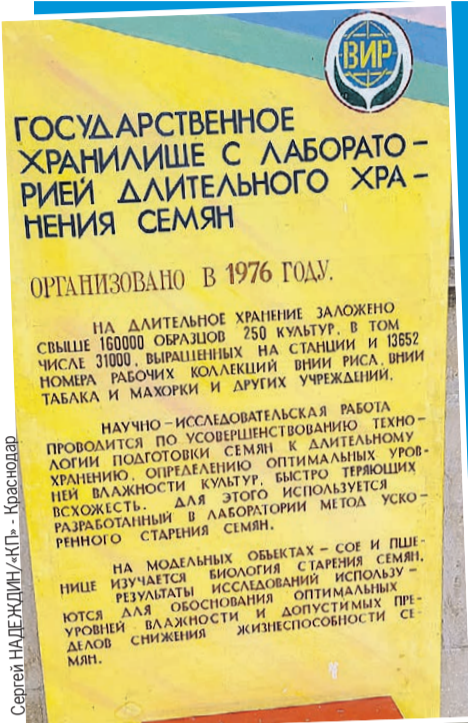 ВИР
ГОСУДАРСТВЕННОЕ
ХРАНИЛИЩЕ С ЛАБОРАТО-
РИЕЙ ДЛИТЕЛЬНОГО ХРА-
НЕНИЯ СЕМЯН
ОРГАНИЗОВАНО В 1976 ГОДУ.
НА ДЛИТЕЛЬНОЕ ХРАНЕНИЕ ЗАЛОЖЕНО
СВЫШЕ 160000 ОБРАЗЦОВ 250 КУЛЬТУР. В ТОМ
ЧИСЛЕ 31000, ВЫРАЩЕННЫХ НА СТАНЦИИ И 13652
НОМЕРА РАБОЧИХ КОЛЛЕКЦИЙ ВНИИ РИСА, ВНИИ
ТАБАКА И МАХОРКИ И ДРУГИХ УЧРЕЖДЕНИЙ.
НАУЧНО-ИССЛЕДОВАТЕЛЬСКАЯ РАБОТА
ПРОВОДИТСЯ ПО УСОВЕРШЕНСТВОВАНИЮ ТЕХНО-
ЛОГИИ ПОДГОТОВКИ СЕМЯН К ДЛИТЕЛЬНОМУ
ХРАНЕНИЮ, ОПРЕДЕЛЕНИЮ ОПТИМАЛЬНЫХ УРОВ-
НЕЙ ВЛАЖНОСТИ КУЛЬТУР, БЫСТРО ТЕРЯЮЩИХ
ВСХОЖЕСТЬ. ДЛЯ ЭТОГО ИСПОЛЬЗУЕТСЯ
РАЗРАБОТАННЫЙ В ЛАБОРАТОРИИ МЕТОД УСКО-
РЕННОГО СТАРЕНИЯ СЕМЯН.
НА МОДЕЛЬНЫХ ОБЪЕКТАХ - СОЕ И ПШЕ-
НИЦЕ ИЗУЧАЕТСЯ БИОЛОГИЯ СТАРЕНИЯ СЕМЯН.
РЕЗУЛЬТАТЫ ИССЛЕДОВАНИЙ ИСПОЛЬЗУ-
ЮТСЯ ДЛЯ ОБОСНОВАНИЯ ОПТИМАЛЬНЫХ
УРОВНЕЙ ВЛАЖНОСТИ И ДОПУСТИМЫХ ПРЕ-
ДЕЛОВ СНИЖЕНИЯ ЖИЗНЕСПОСОБНОСТИ СЕ-
МЯН.
Сергей НАДЕЖДИН/«КП» - Краснодар